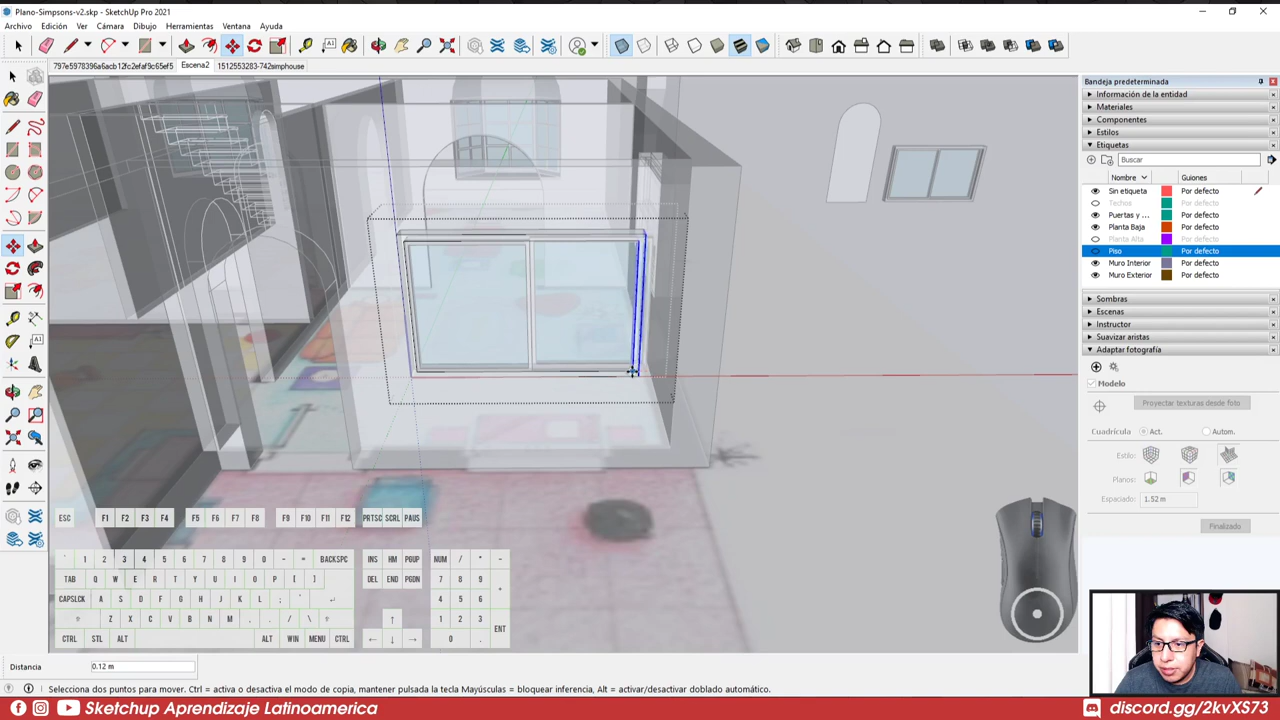 Plano-Simpsons-v2.skp - SketchUp Pro 2021
Archivo Edición Ver Cámara Dibujo Herramientas Ventana Ayuda
797e5978396a6acb12fc2efaf9c65ef5 Escena2 1512553283-742simphouse
Bandeja predeterminada
Información de la entidad
Materiales
Componentes
Estilos
Etiquetas
Buscar
Nombre Guiones
Sin etiqueta Por defecto
Techos Por defecto
Puertas y ... Por defecto
Planta Baja Por defecto
Planta Alta Por defecto
Piso Por defecto
Muro Interior Por defecto
Muro Exterior Por defecto
Sombras
Escenas
Instructor
Suavizar aristas
Adaptar fotografía
Modelo
Proyectar texturas desde foto
Cuadrícula Act. Autom.
Estilo:
Planos:
Espaciado: 1.52 m
Finalizado
ESC F1 F2 F3 F4 F5 F6 F7 F8 F9 F10 F11 F12 PRTSC SCRL PAUS
` 1 2 3 4 5 6 7 8 9 0 - = BACKSPC INS HM PGUP NUM / * -
TAB Q W E R T Y U I O P [ ] DEL END PGDN 7 8 9
CAPSLCK A S D F G H J K L ; ' 4 5 6 +
Z X C V B N M , . / \ ↑ 1 2 3
CTRL STL ALT ALT WIN MENU CTRL ← ↓ → 0 . ENT
Distancia 0.12 m
Selecciona dos puntos para mover. Ctrl = activa o desactiva el modo de copia, mantener pulsada la tecla Mayúsculas = bloquear inferencia, Alt = activar/desactivar doblado automático.
Sketchup Aprendizaje Latinoamerica
discord.gg/2kvXS73